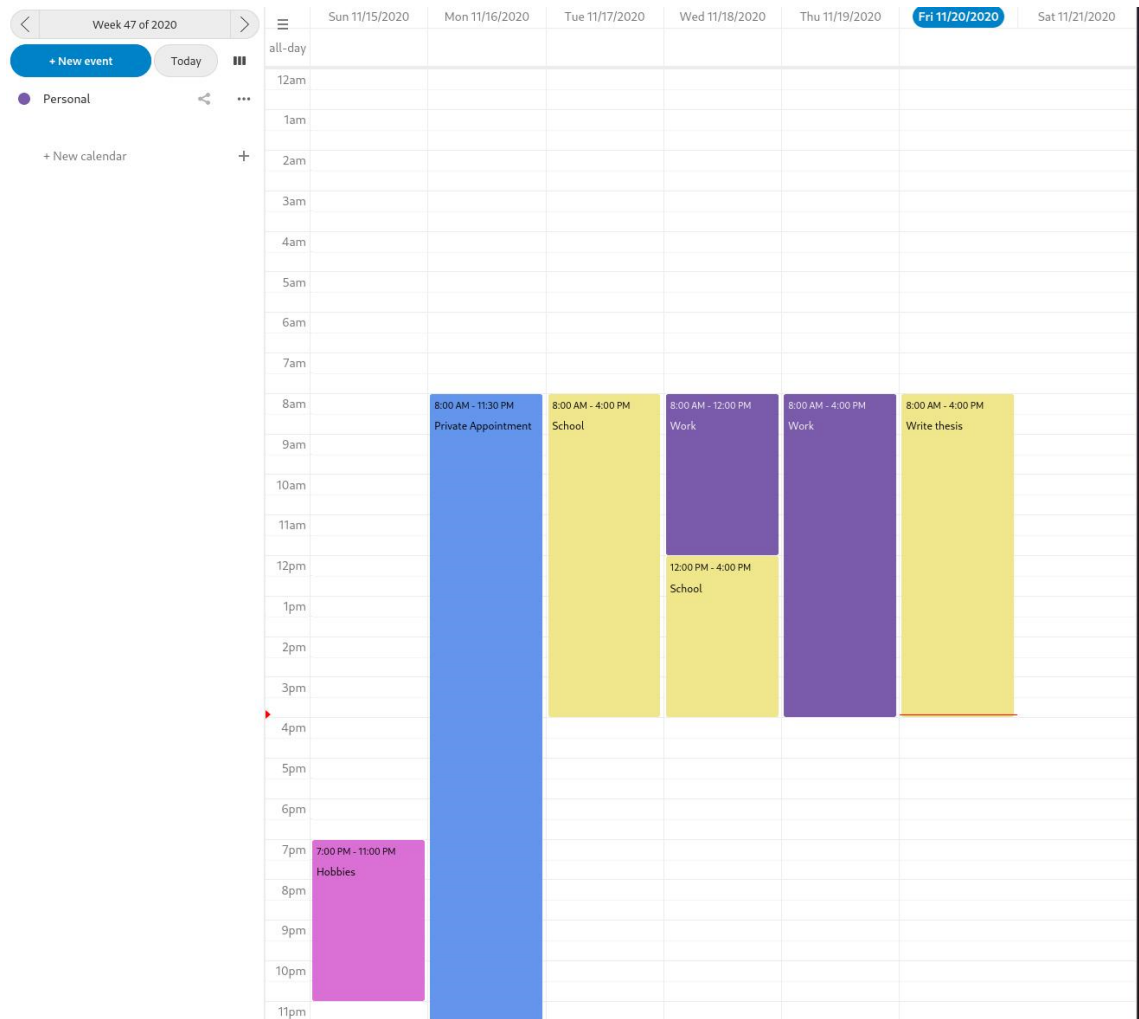 Week 47 of 2020
+ New event
Today
Personal
+ New calendar
Sun 11/15/2020
Mon 11/16/2020
Tue 11/17/2020
Wed 11/18/2020
Thu 11/19/2020
Fri 11/20/2020
Sat 11/21/2020
all-day
12am
1am
2am
3am
4am
5am
6am
7am
8am
9am
10am
11am
12pm
1pm
2pm
3pm
4pm
5pm
6pm
7pm
8pm
9pm
10pm
11pm
7:00 PM - 11:00 PM
Hobbies
8:00 AM - 11:30 PM
Private Appointment
8:00 AM - 4:00 PM
School
8:00 AM - 12:00 PM
Work
12:00 PM - 4:00 PM
School
8:00 AM - 4:00 PM
Work
8:00 AM - 4:00 PM
Write thesis